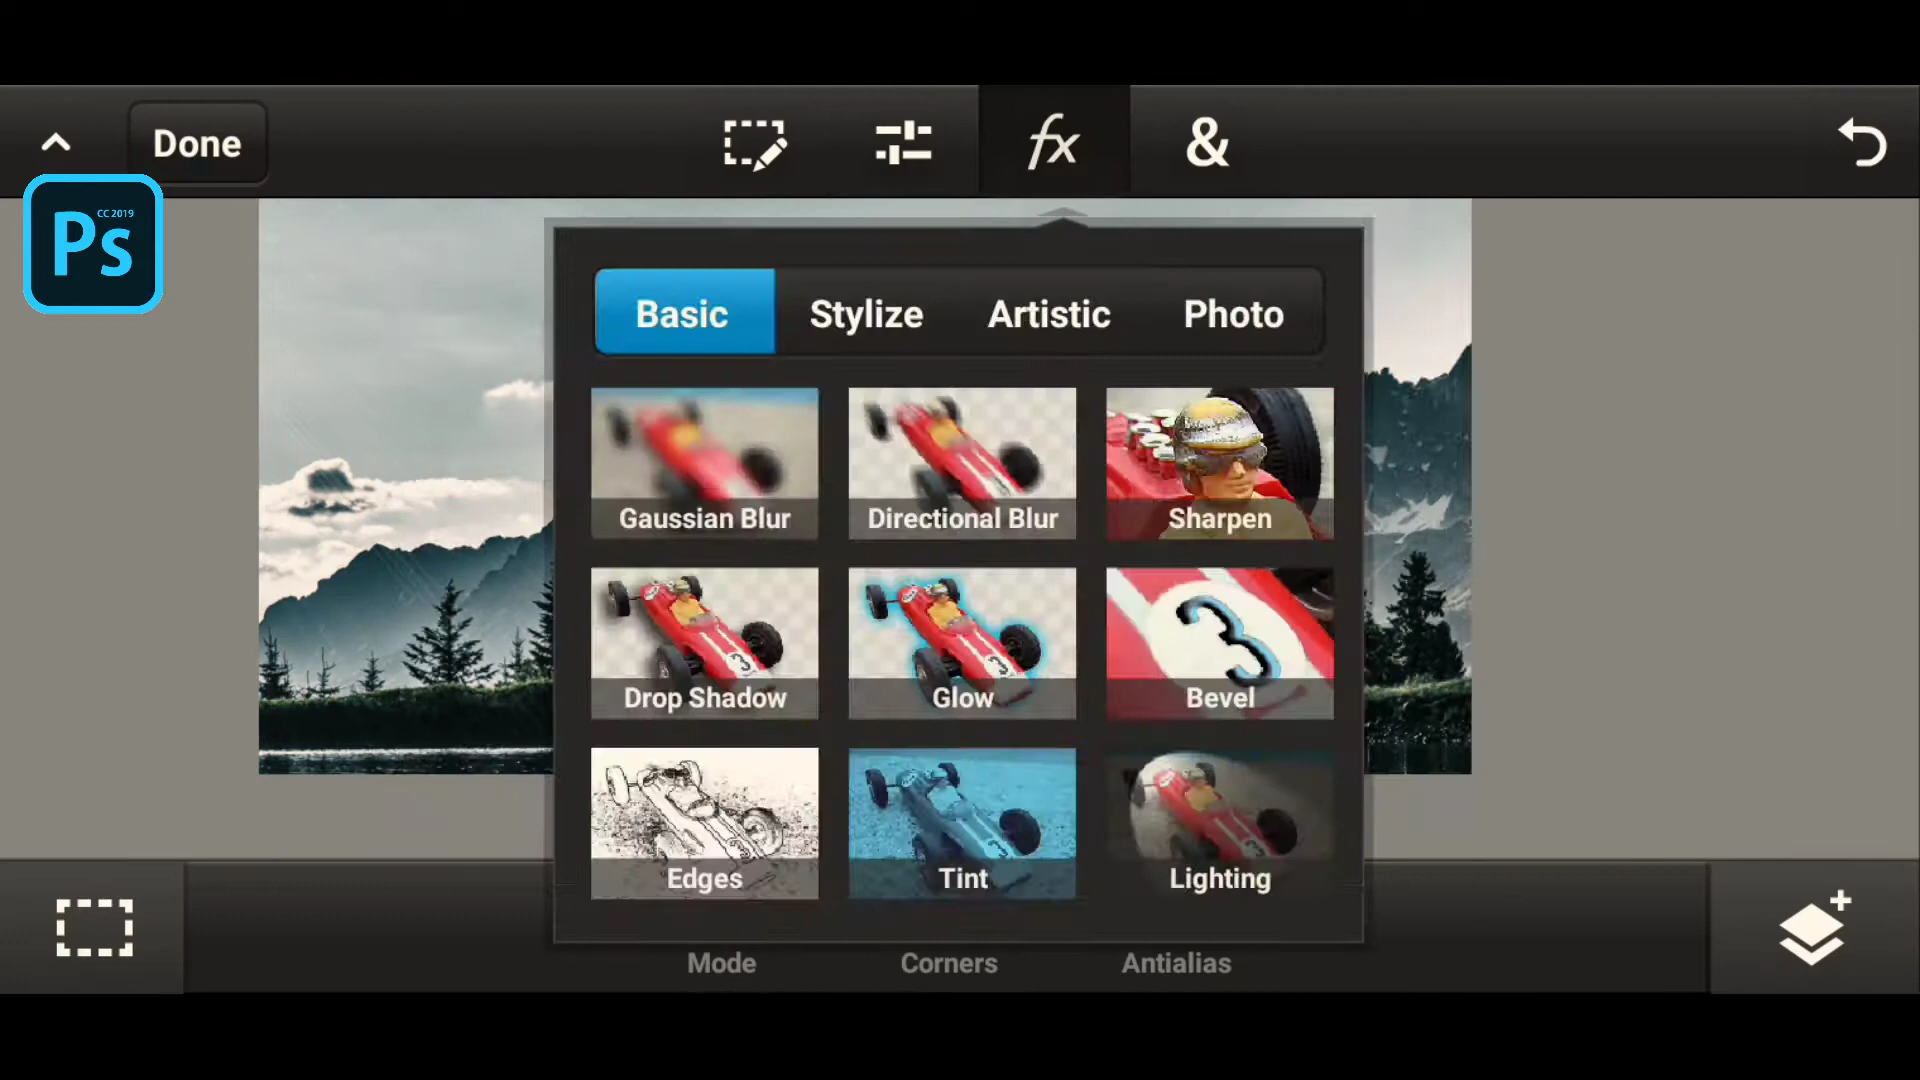 Done
fx
&
CC 2019
Ps
Basic
Stylize
Artistic
Photo
Gaussian Blur
Directional Blur
Sharpen
Drop Shadow
Glow
3
Bevel
Edges
Tint
Lighting
Mode
Corners
Antialias